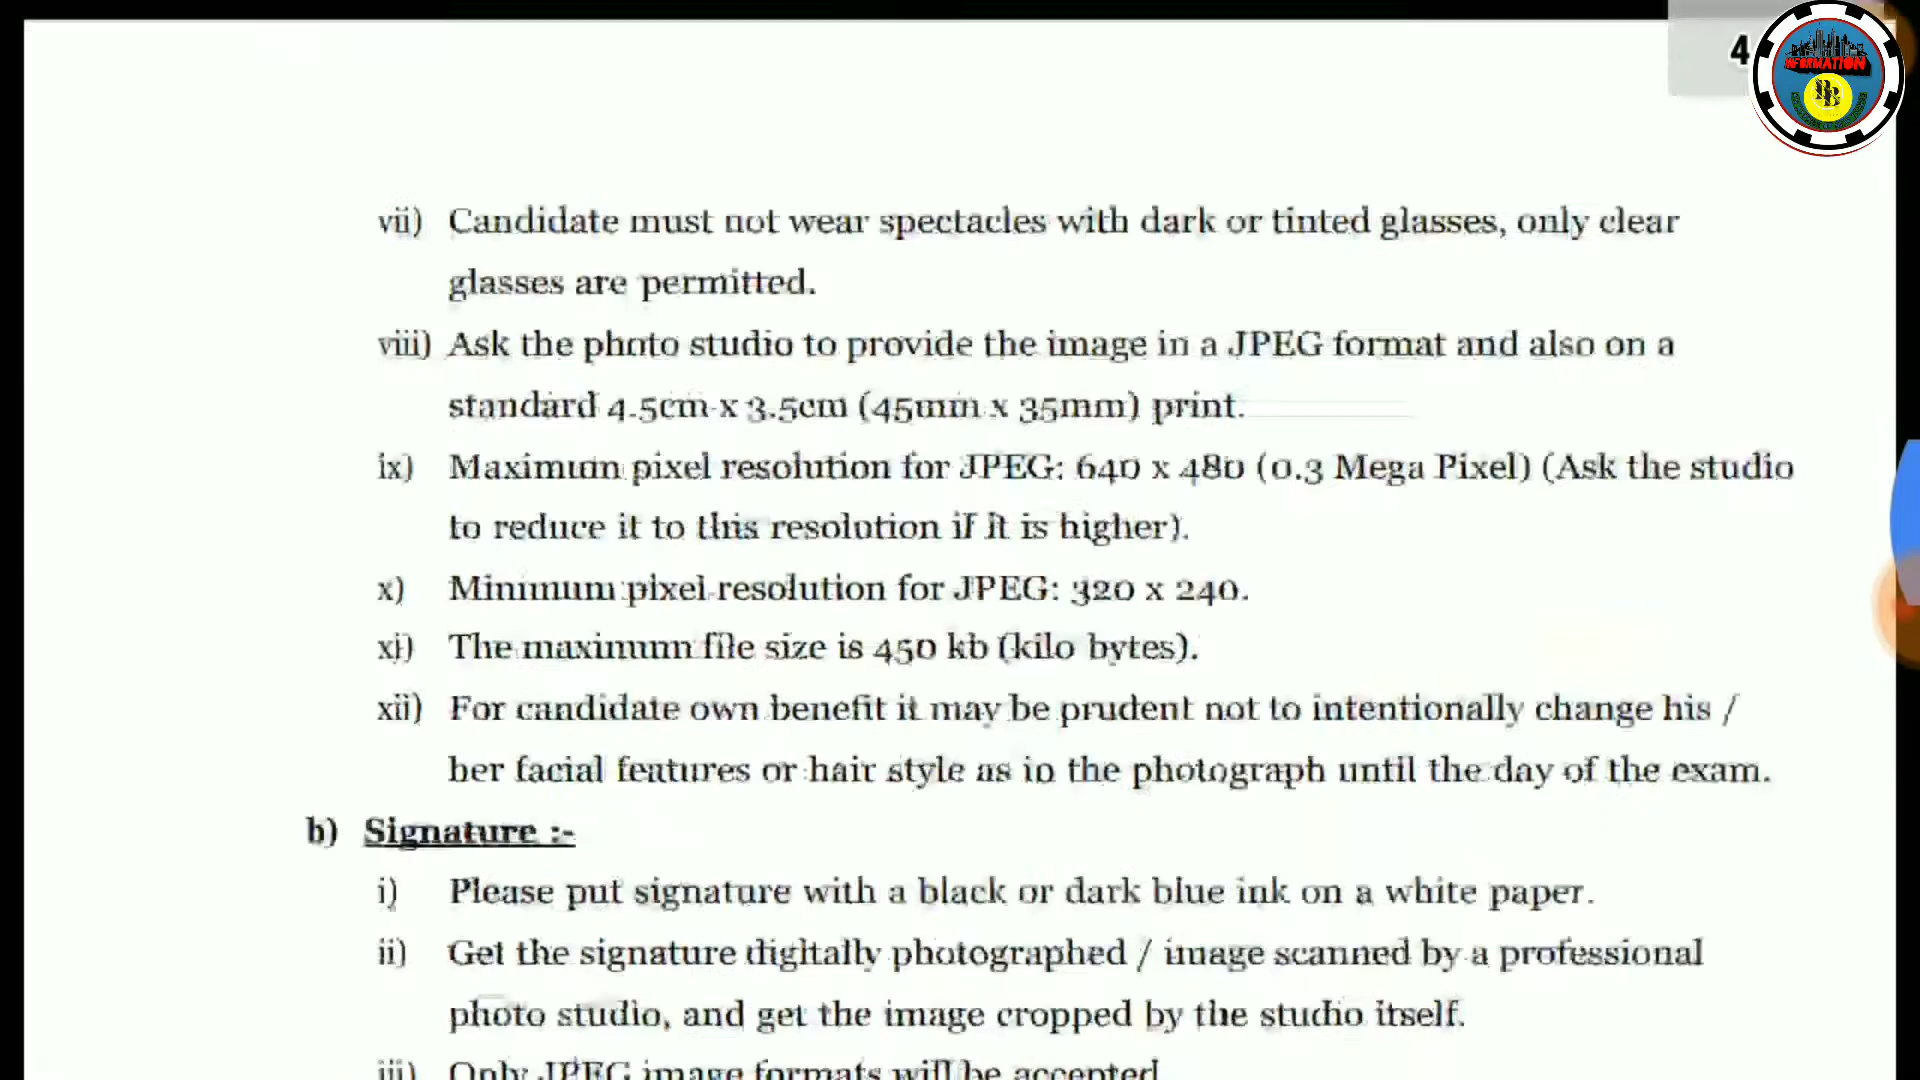 4
INFORMATION
vii) Candidate must not wear spectacles with dark or tinted glasses, only clear
glasses are permitted.
viii) Ask the photo studio to provide the image in a JPEG format and also on a
standard 4.5cm x 3.5cm (45mm x 35mm) print.
ix) Maximum pixel resolution for JPEG: 640 x 480 (0.3 Mega Pixel) (Ask the studio
to reduce it to this resolution if it is higher).
x) Minimum pixel resolution for JPEG: 320 x 240.
xi) The maximum file size is 450 kb (kilo bytes).
xii) For candidate own benefit it may be prudent not to intentionally change his /
her facial features or hair style as in the photograph until the day of the exam.
b) Signature :-
i) Please put signature with a black or dark blue ink on a white paper.
ii) Get the signature digitally photographed / image scanned by a professional
photo studio, and get the image cropped by the studio itself.
iii) Only JPEG image formats will be accepted